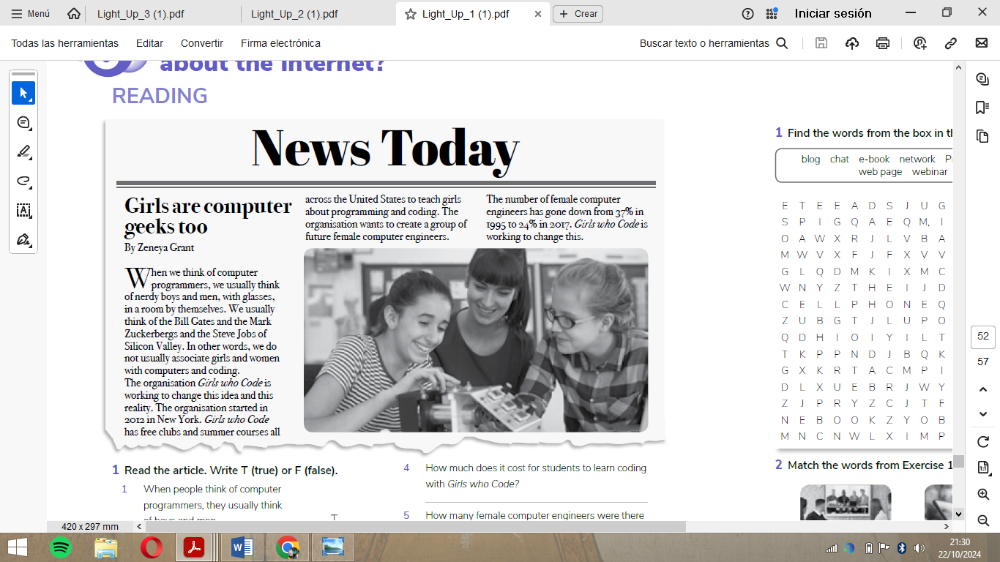 Menú
Light_Up_3 (1).pdf
Light_Up_2 (1).pdf
Light_Up_1 (1).pdf
Crear
Iniciar sesión
Todas las herramientas
Editar
Convertir
Firma electrónica
Buscar texto o herramientas
about the internet?
READING
News Today
Girls are computer
geeks too
By Zeneya Grant
When we think of computer
programmers, we usually think
of nerdy boys and men, with glasses,
in a room by themselves. We usually
think of the Bill Gates and the Mark
Zuckerbergs and the Steve Jobs of
Silicon Valley. In other words, we do
not usually associate girls and women
with computers and coding.
The organisation Girls who Code is
working to change this idea and this
reality. The organisation started in
2012 in New York. Girls who Code
has free clubs and summer courses all
across the United States to teach girls
about programming and coding. The
organisation wants to create a group of
future female computer engineers.
The number of female computer
engineers has gone down from 37% in
1995 to 24% in 2017. Girls who Code is
working to change this.
1 Read the article. Write T (true) or F (false).
1 When people think of computer
programmers, they usually think
of boys and men.
T
4 How much does it cost for students to learn coding
with Girls who Code?
5 How many female computer engineers were there
1 Find the words from the box in th
blog chat e-book network P
web page webinar
E T E E A D S J U G
S P I G Q A E Q M, I
O A W X R J L V B A
M W V X F J F X V V
G L Q D M K I X M C
W N Y Z T H E I J D
C E L L P H O N E Q
Z U B G T J L U P O
Q D H I O I Y I L T
T K P P N D J B Q K
G X K R T A C M P I
D L X U E B R J W Y
Z J P R Y Z C J T F
N E B O O K Z Y O B
M N C N W L X I M P
2 Match the words from Exercise 1
52
57
1:1
420 x 297 mm
21:30
22/10/2024